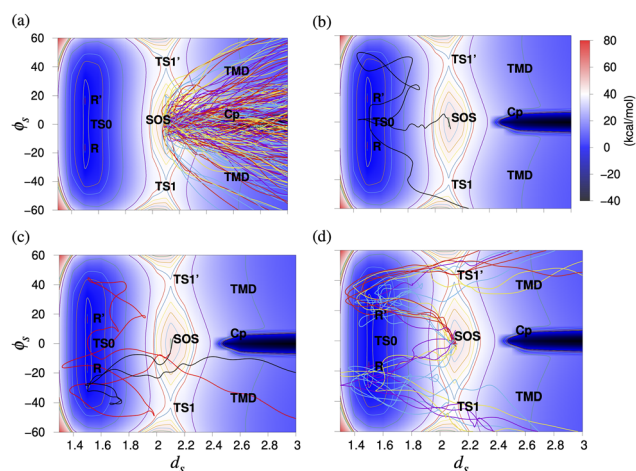 (a)
60
40
20
0
−20
−40
−60
ϕs
TS1'
TMD
R'
TS0
R
SOS
Cp
TMD
TS1
(b)
TS1'
TMD
R'
TS0
R
SOS
Cp
TMD
TS1
80
60
40
20
0
−20
−40
(kcal/mol)
(c)
60
40
20
0
−20
−40
−60
ϕs
TS1'
TMD
R'
TS0
R
SOS
Cp
TMD
TS1
1.4 1.6 1.8 2 2.2 2.4 2.6 2.8 3
ds
(d)
TS1'
TMD
R'
TS0
R
SOS
Cp
TMD
TS1
1.4 1.6 1.8 2 2.2 2.4 2.6 2.8 3
ds